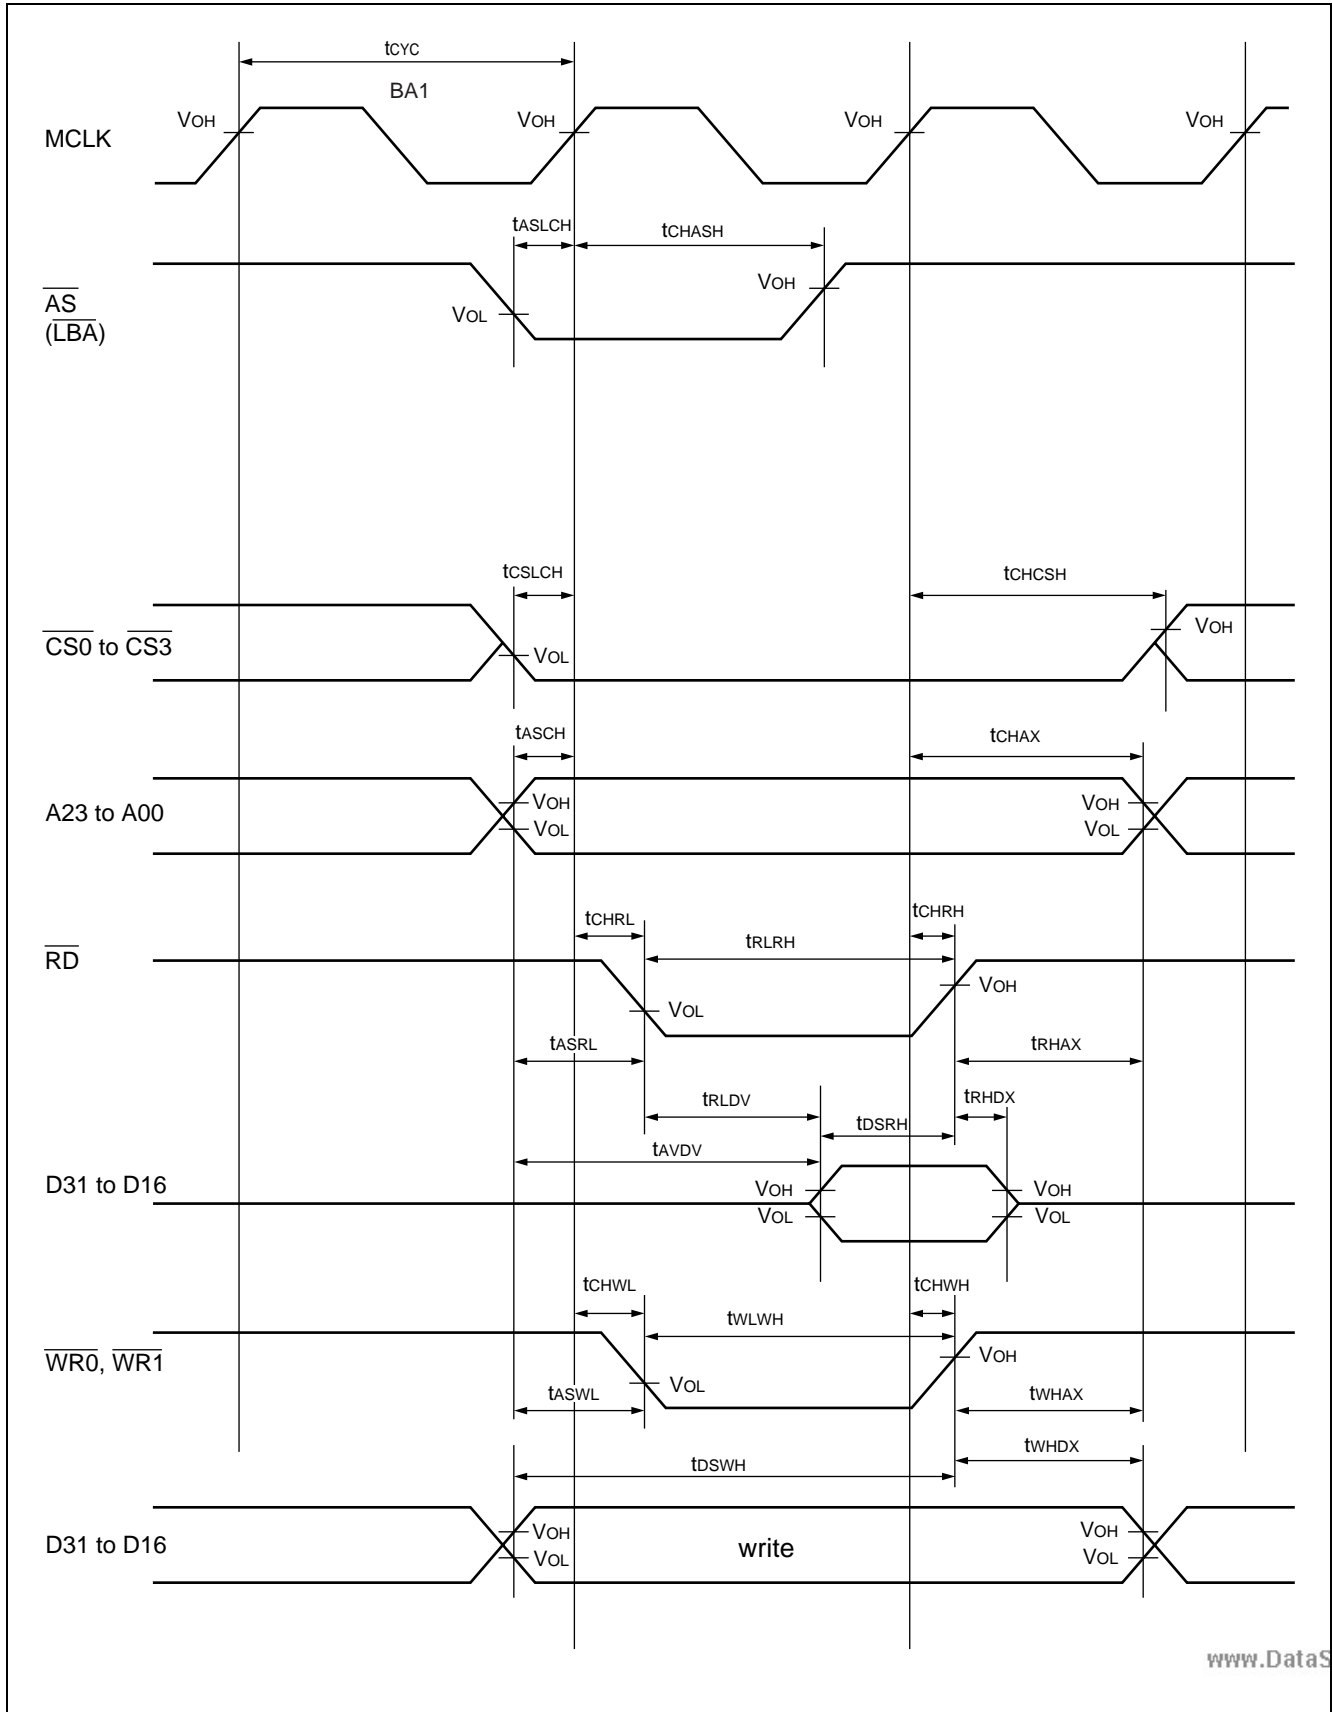 tCYC
BA1
VOH VOH VOH VOH
MCLK
tASLCH tCHASH
VOH
AS
VOL
(LBA)
tCSLCH tCHCSH
VOH
CS0 to CS3
VOL
tASCH tCHAX
VOH VOH
A23 to A00
VOL VOL
tCHRL tCHRH
tRLRH
RD
VOH
VOL
tASRL tRHAX
tRLDV tRHDX
tDSRH
tAVDV
D31 to D16
VOH VOH
VOL VOL
tCHWL tCHWH
tWLWH
WR0, WR1
VOH
VOL
tASWL tWHAX
tWHDX
tDSWH
VOH VOH
D31 to D16 write
VOL VOL
www.DataS